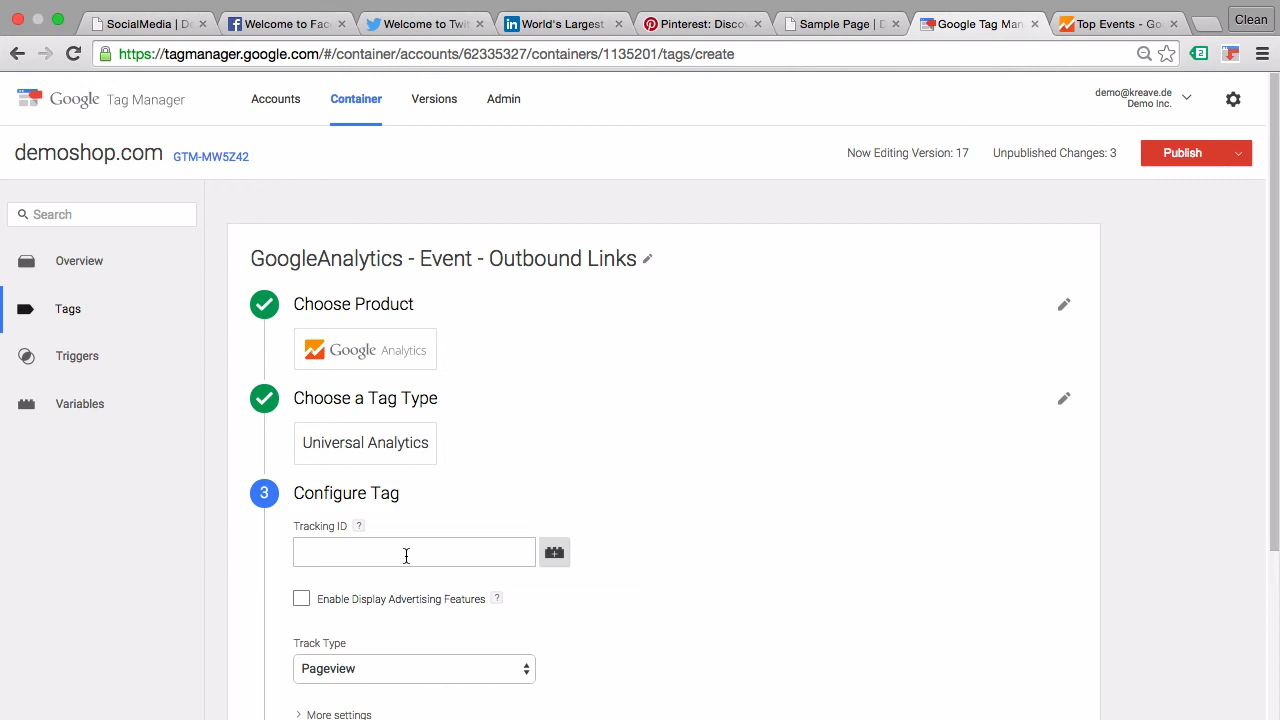 SocialMedia | D
Welcome to Fac
Welcome to Twi
World's Largest
Pinterest: Disco
Sample Page | D
Google Tag Man
Top Events - Go
Clean
https://tagmanager.google.com/#/container/accounts/62335327/containers/1135201/tags/create
2
Google Tag Manager
Accounts
Container
Versions
Admin
demo@kreave.de
Demo Inc.
demoshop.com GTM-MW5Z42
Now Editing Version: 17
Unpublished Changes: 3
Publish
Search
Overview
Tags
Triggers
Variables
GoogleAnalytics - Event - Outbound Links
Choose Product
Google Analytics
Choose a Tag Type
Universal Analytics
3 Configure Tag
Tracking ID ?
Enable Display Advertising Features ?
Track Type
Pageview
More settings